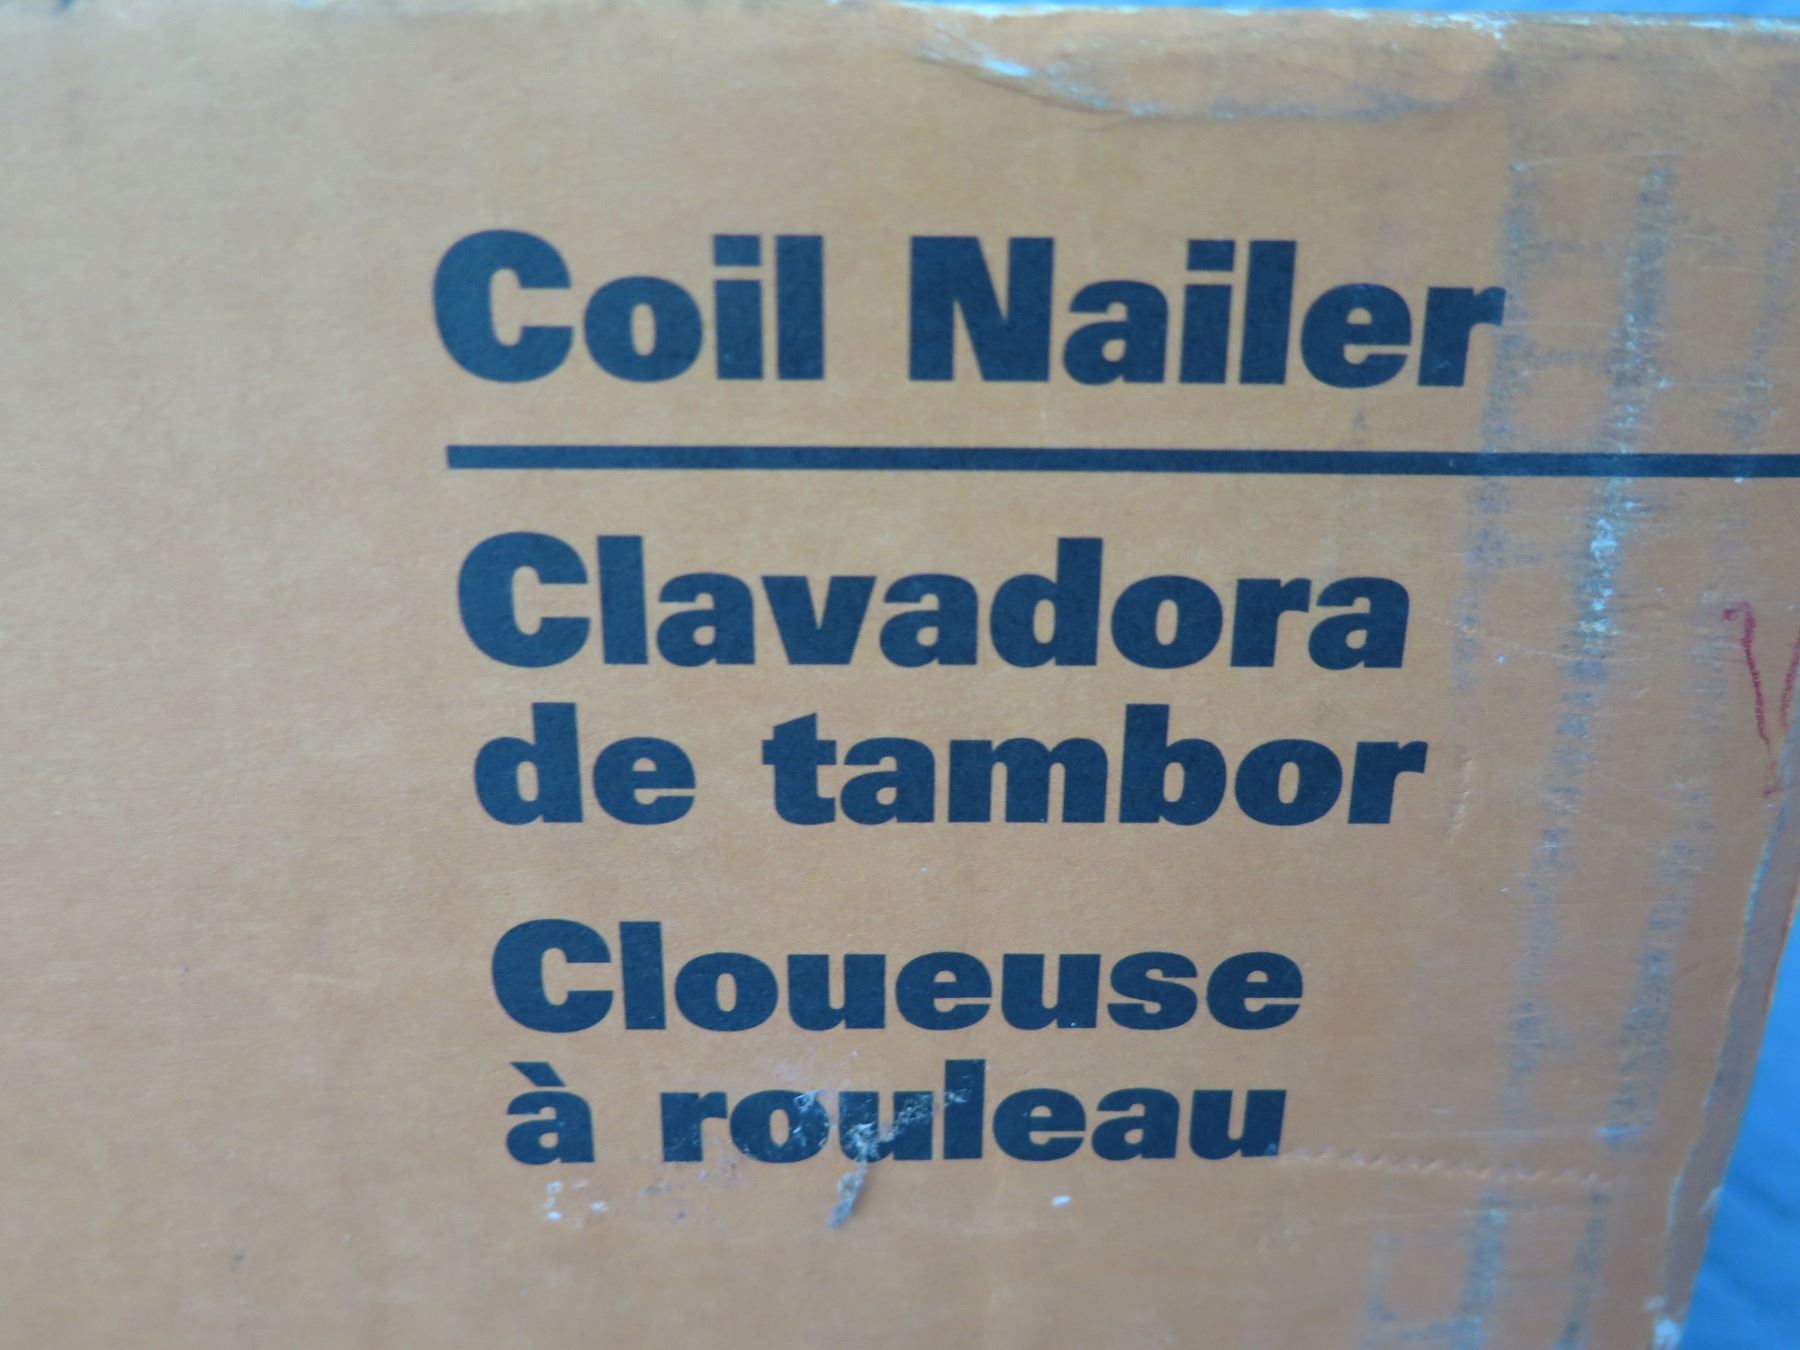 Coil Nailer
Clavadora
de tambor
Cloueuse
à rouleau